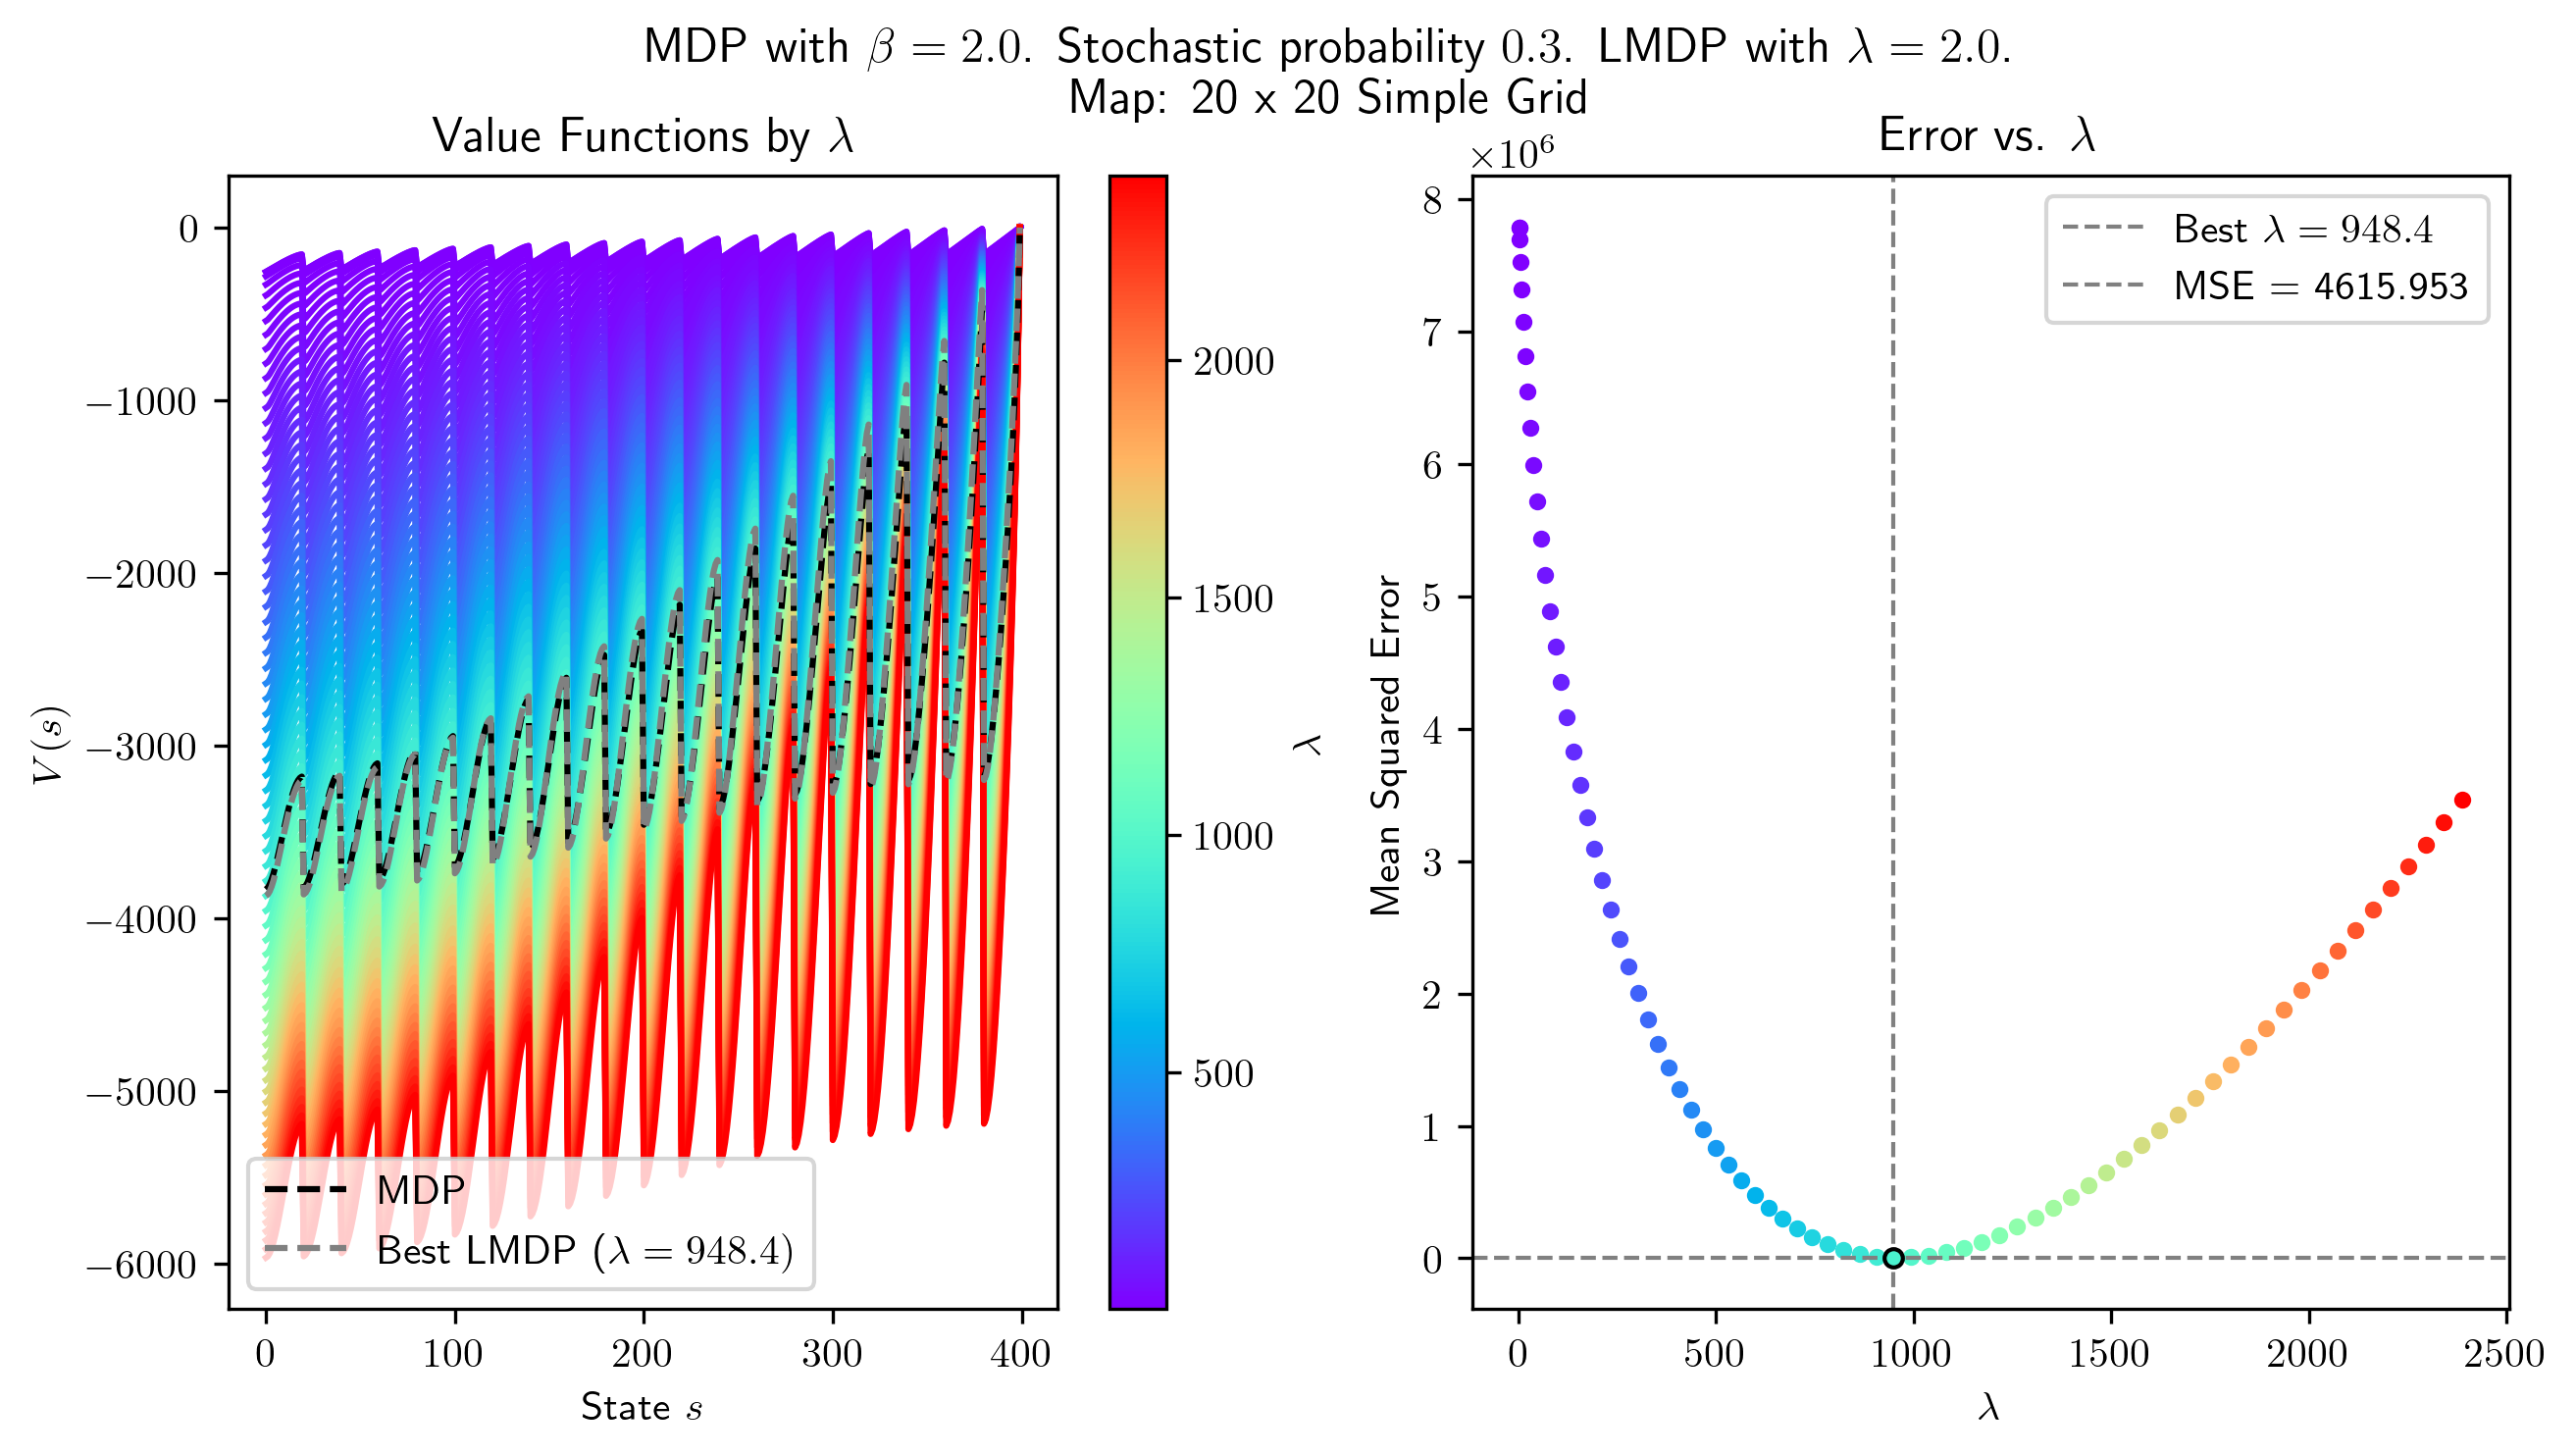 MDP with β = 2.0. Stochastic probability 0.3. LMDP with λ = 2.0.
Map: 20 x 20 Simple Grid
Value Functions by λ
0
−1000
−2000
−3000
−4000
−5000
−6000
V(s)
MDP
Best LMDP (λ = 948.4)
0
100
200
300
400
State s
2000
1500
1000
500
λ
Error vs. λ
×10⁶
8
7
6
5
4
3
2
1
0
Mean Squared Error
Best λ = 948.4
MSE = 4615.953
0
500
1000
1500
2000
2500
λ